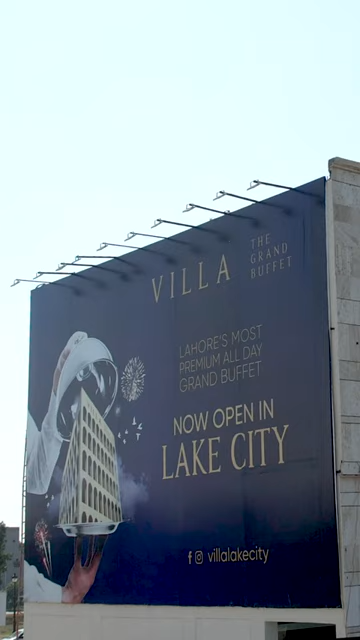 VILLA
THE
GRAND
BUFFET
LAHORE'S MOST
PREMIUM ALL DAY
GRAND BUFFET
NOW OPEN IN
LAKE CITY
villalakecity